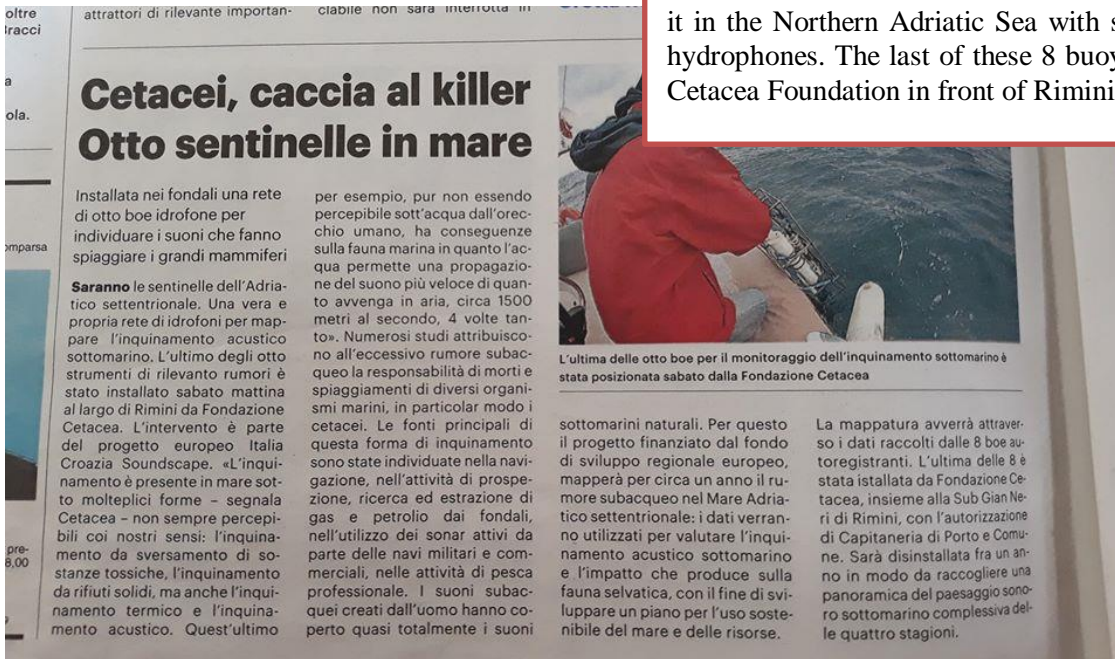 oltre
attrattori di rilevante importan-
ciabile non sarà interrotta in
it in the Northern Adriatic Sea with
hydrophones. The last of these 8 buoy
Cetacea Foundation in front of Rimini
ola.
omparsa
pre-
8,00
Cetacei, caccia al killer
Otto sentinelle in mare
Installata nei fondali una rete
di otto boe idrofone per
individuare i suoni che fanno
spiaggiare i grandi mammiferi
Saranno le sentinelle dell'Adria-
tico settentrionale. Una vera e
propria rete di idrofoni per map-
pare l'inquinamento acustico
sottomarino. L'ultimo degli otto
strumenti di rilevanto rumori è
stato installato sabato mattina
al largo di Rimini da Fondazione
Cetacea. L'intervento è parte
del progetto europeo Italia
Croazia Soundscape. «L'inqui-
namento è presente in mare sot-
to molteplici forme – segnala
Cetacea – non sempre percepi-
bili coi nostri sensi: l'inquina-
mento da sversamento di so-
stanze tossiche, l'inquinamento
da rifiuti solidi, ma anche l'inqui-
namento termico e l'inquina-
mento acustico. Quest'ultimo
per esempio, pur non essendo
percepibile sott'acqua dall'orec-
chio umano, ha conseguenze
sulla fauna marina in quanto l'ac-
qua permette una propagazio-
ne del suono più veloce di quan-
to avvenga in aria, circa 1500
metri al secondo, 4 volte tan-
to». Numerosi studi attribuisco-
no all'eccessivo rumore subac-
queo la responsabilità di morti e
spiaggiamenti di diversi organi-
smi marini, in particolar modo i
cetacei. Le fonti principali di
questa forma di inquinamento
sono state individuate nella navi-
gazione, nell'attività di prospe-
zione, ricerca ed estrazione di
gas e petrolio dai fondali,
nell'utilizzo dei sonar attivi da
parte delle navi militari e com-
merciali, nelle attività di pesca
professionale. I suoni subac-
quei creati dall'uomo hanno co-
perto quasi totalmente i suoni
L'ultima delle otto boe per il monitoraggio dell'inquinamento sottomarino è
stata posizionata sabato dalla Fondazione Cetacea
sottomarini naturali. Per questo
il progetto finanziato dal fondo
di sviluppo regionale europeo,
mapperà per circa un anno il ru-
more subacqueo nel Mare Adria-
tico settentrionale: i dati verran-
no utilizzati per valutare l'inqui-
namento acustico sottomarino
e l'impatto che produce sulla
fauna selvatica, con il fine di svi-
luppare un piano per l'uso soste-
nibile del mare e delle risorse.
La mappatura avverrà attraver-
so i dati raccolti dalle 8 boe au-
toregistranti. L'ultima delle 8 è
stata istallata da Fondazione Ce-
tacea, insieme alla Sub Gian Ne-
ri di Rimini, con l'autorizzazione
di Capitaneria di Porto e Comu-
ne. Sarà disinstallata fra un an-
no in modo da raccogliere una
panoramica del paesaggio sono-
ro sottomarino complessiva del-
le quattro stagioni.